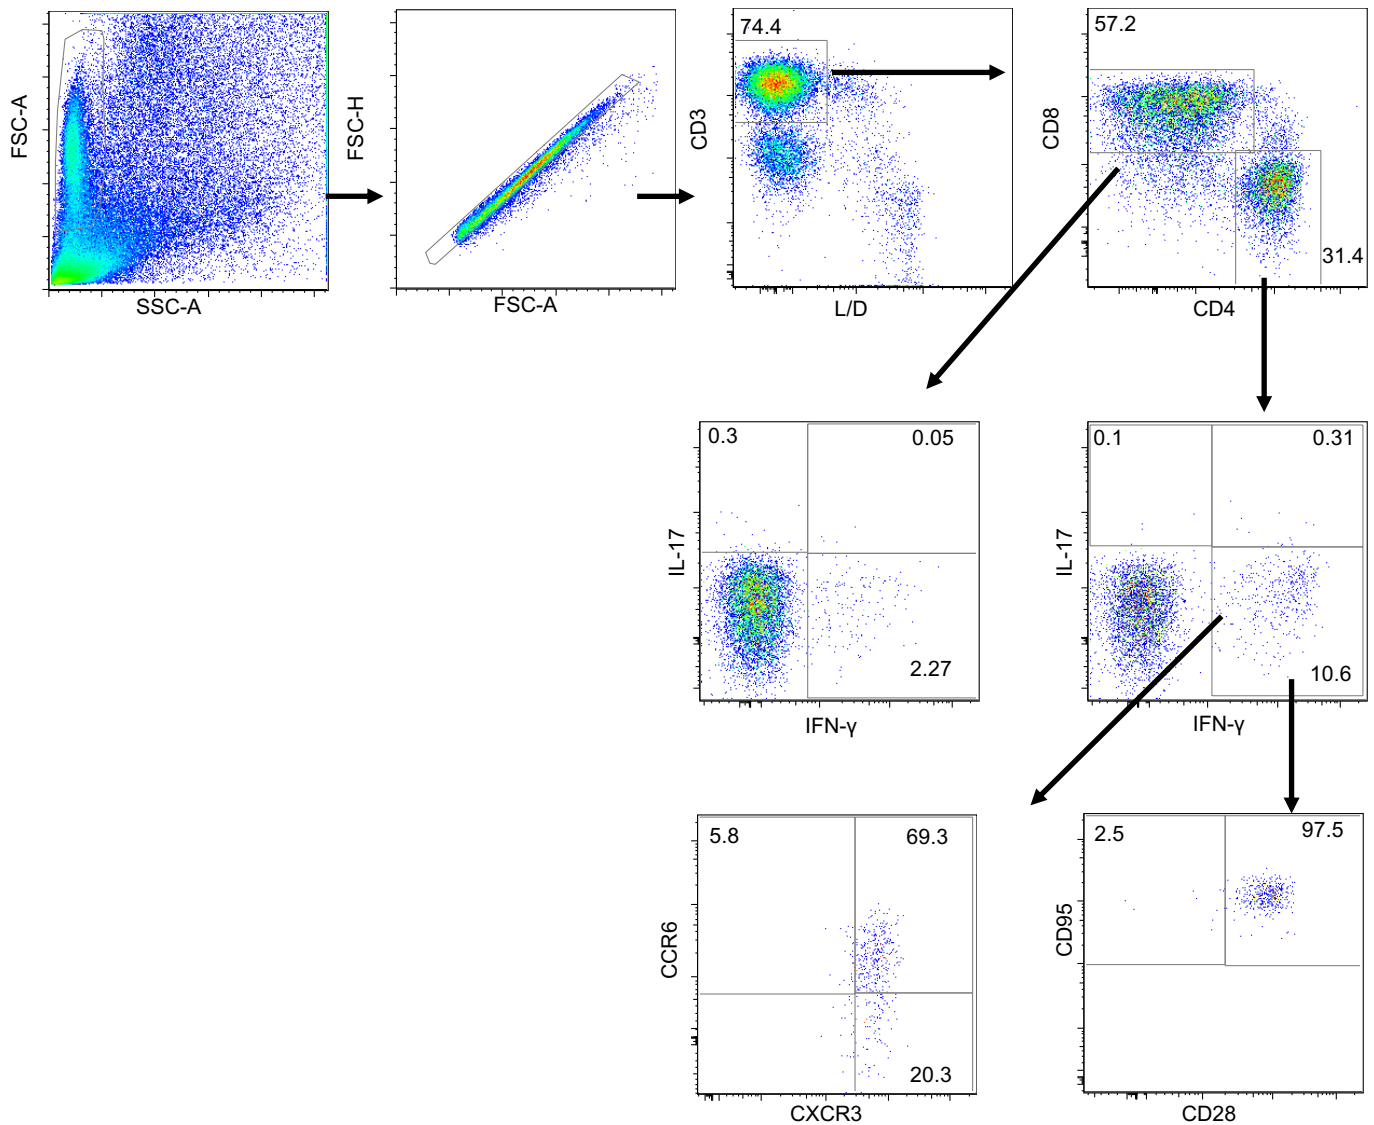 FSC-A
SSC-A
FSC-H
FSC-A
74.4
CD3
L/D
57.2
CD8
31.4
CD4
0.3
0.05
IL-17
2.27
IFN-γ
0.1
0.31
IL-17
10.6
IFN-γ
5.8
69.3
CCR6
20.3
CXCR3
2.5
97.5
CD95
CD28